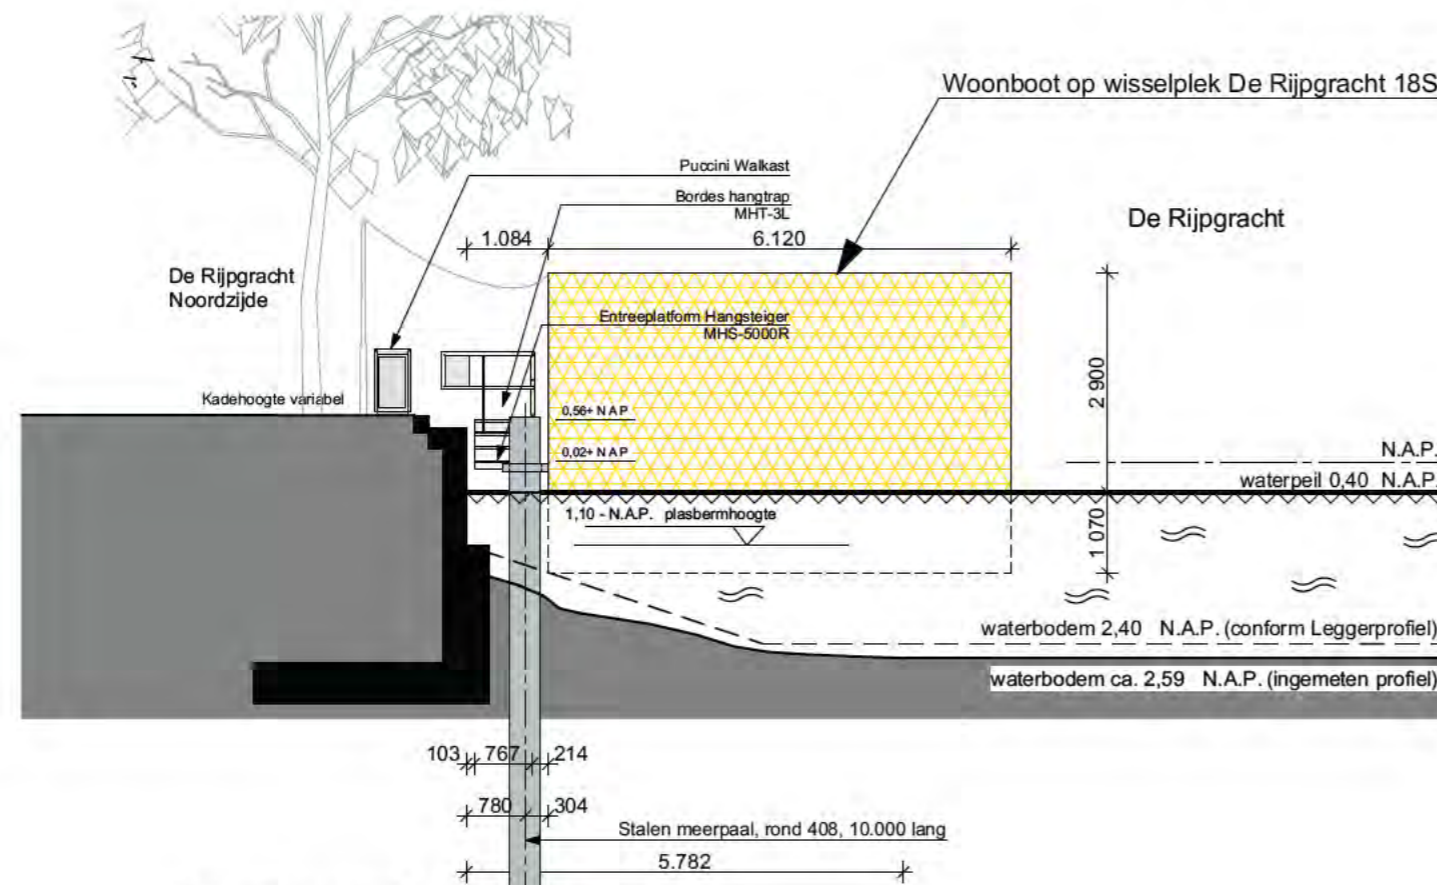 Woonboot op wisselplek De Rijpgracht 18S
Puccini Walkast
Bordes hangtrap
MHT-3L
De Rijpgracht
1.084
6.120
De Rijpgracht
Noordzijde
Entreeplatform Hangsteiger
MHS-5000R
2 900
Kadehoogte variabel
0,56+ NAP
0,02+ NAP
N.A.P.
waterpeil 0,40 N.A.P.
1,10 - N.A.P. plasbermhoogte
1 070
waterbodem 2,40 N.A.P. (conform Leggerprofiel)
waterbodem ca. 2,59 N.A.P. (ingemeten profiel)
103 767 214
780 304
Stalen meerpaal, rond 408, 10.000 lang
5.782